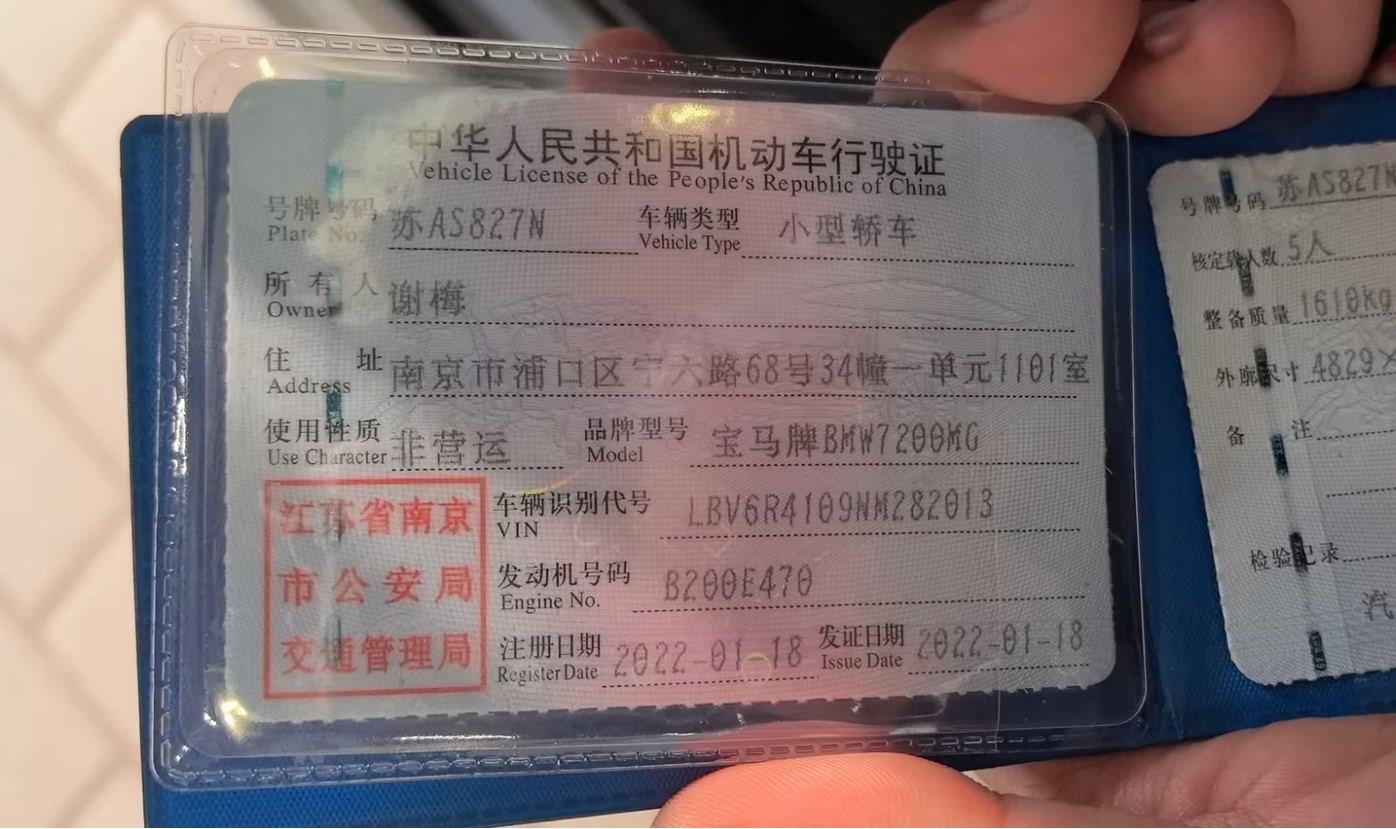 中华人民共和国机动车行驶证
Vehicle License of the People's Republic of China
号牌号码 苏AS827N 车辆类型 小型轿车
Plate No. Vehicle Type
所有人 谢梅
Owner
住址 南京市浦口区宁六路68号34幢一单元1101室
Address
使用性质 非营运 品牌型号 宝马牌BMW7200MG
Use Character Model
江苏省南京
市公安局
交通管理局
车辆识别代号 LBV6R4109NM282013
VIN
发动机号码 B200E470
Engine No.
注册日期 2022-01-18 发证日期 2022-01-18
Register Date Issue Date
号牌号码 苏AS827N
核定载人数 5人
整备质量 1610kg
外廓尺寸 4829×
备注
检验记录
汽